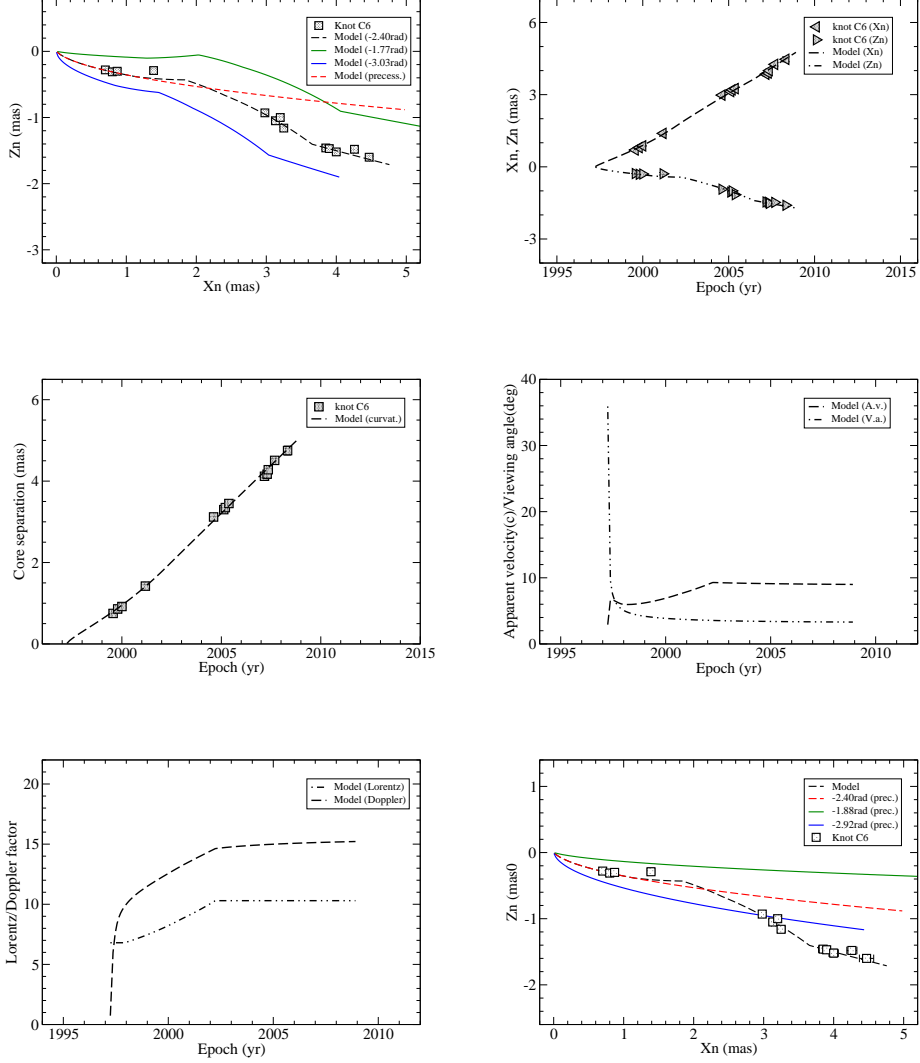 Knot C6
Model (-2.40rad)
Model (-1.77rad)
Model (-3.03rad)
Model (precess.)
0
-1
-2
-3
Zn (mas)
0 1 2 3 4 5
Xn (mas)
knot C6 (Xn)
knot C6 (Zn)
Model (Xn)
Model (Zn)
6
3
0
-3
Xn, Zn (mas)
1995 2000 2005 2010 2015
Epoch (yr)
knot C6
Model (curvat.)
6
4
2
0
Core separation (mas)
2000 2005 2010 2015
Epoch (yr)
Model (A.v.)
Model (V.a.)
40
30
20
10
0
Apparent velocity(c)/Viewing angle(deg)
1995 2000 2005 2010
Epoch (yr)
Model (Lorentz)
Model (Doppler)
20
15
10
5
0
Lorentz/Doppler factor
1995 2000 2005 2010
Epoch (yr)
Model
-2.40rad (prec.)
-1.88rad (prec.)
-2.92rad (prec.)
Knot C6
1
0
-1
-2
Zn (mas0
0 1 2 3 4 5
Xn (mas)